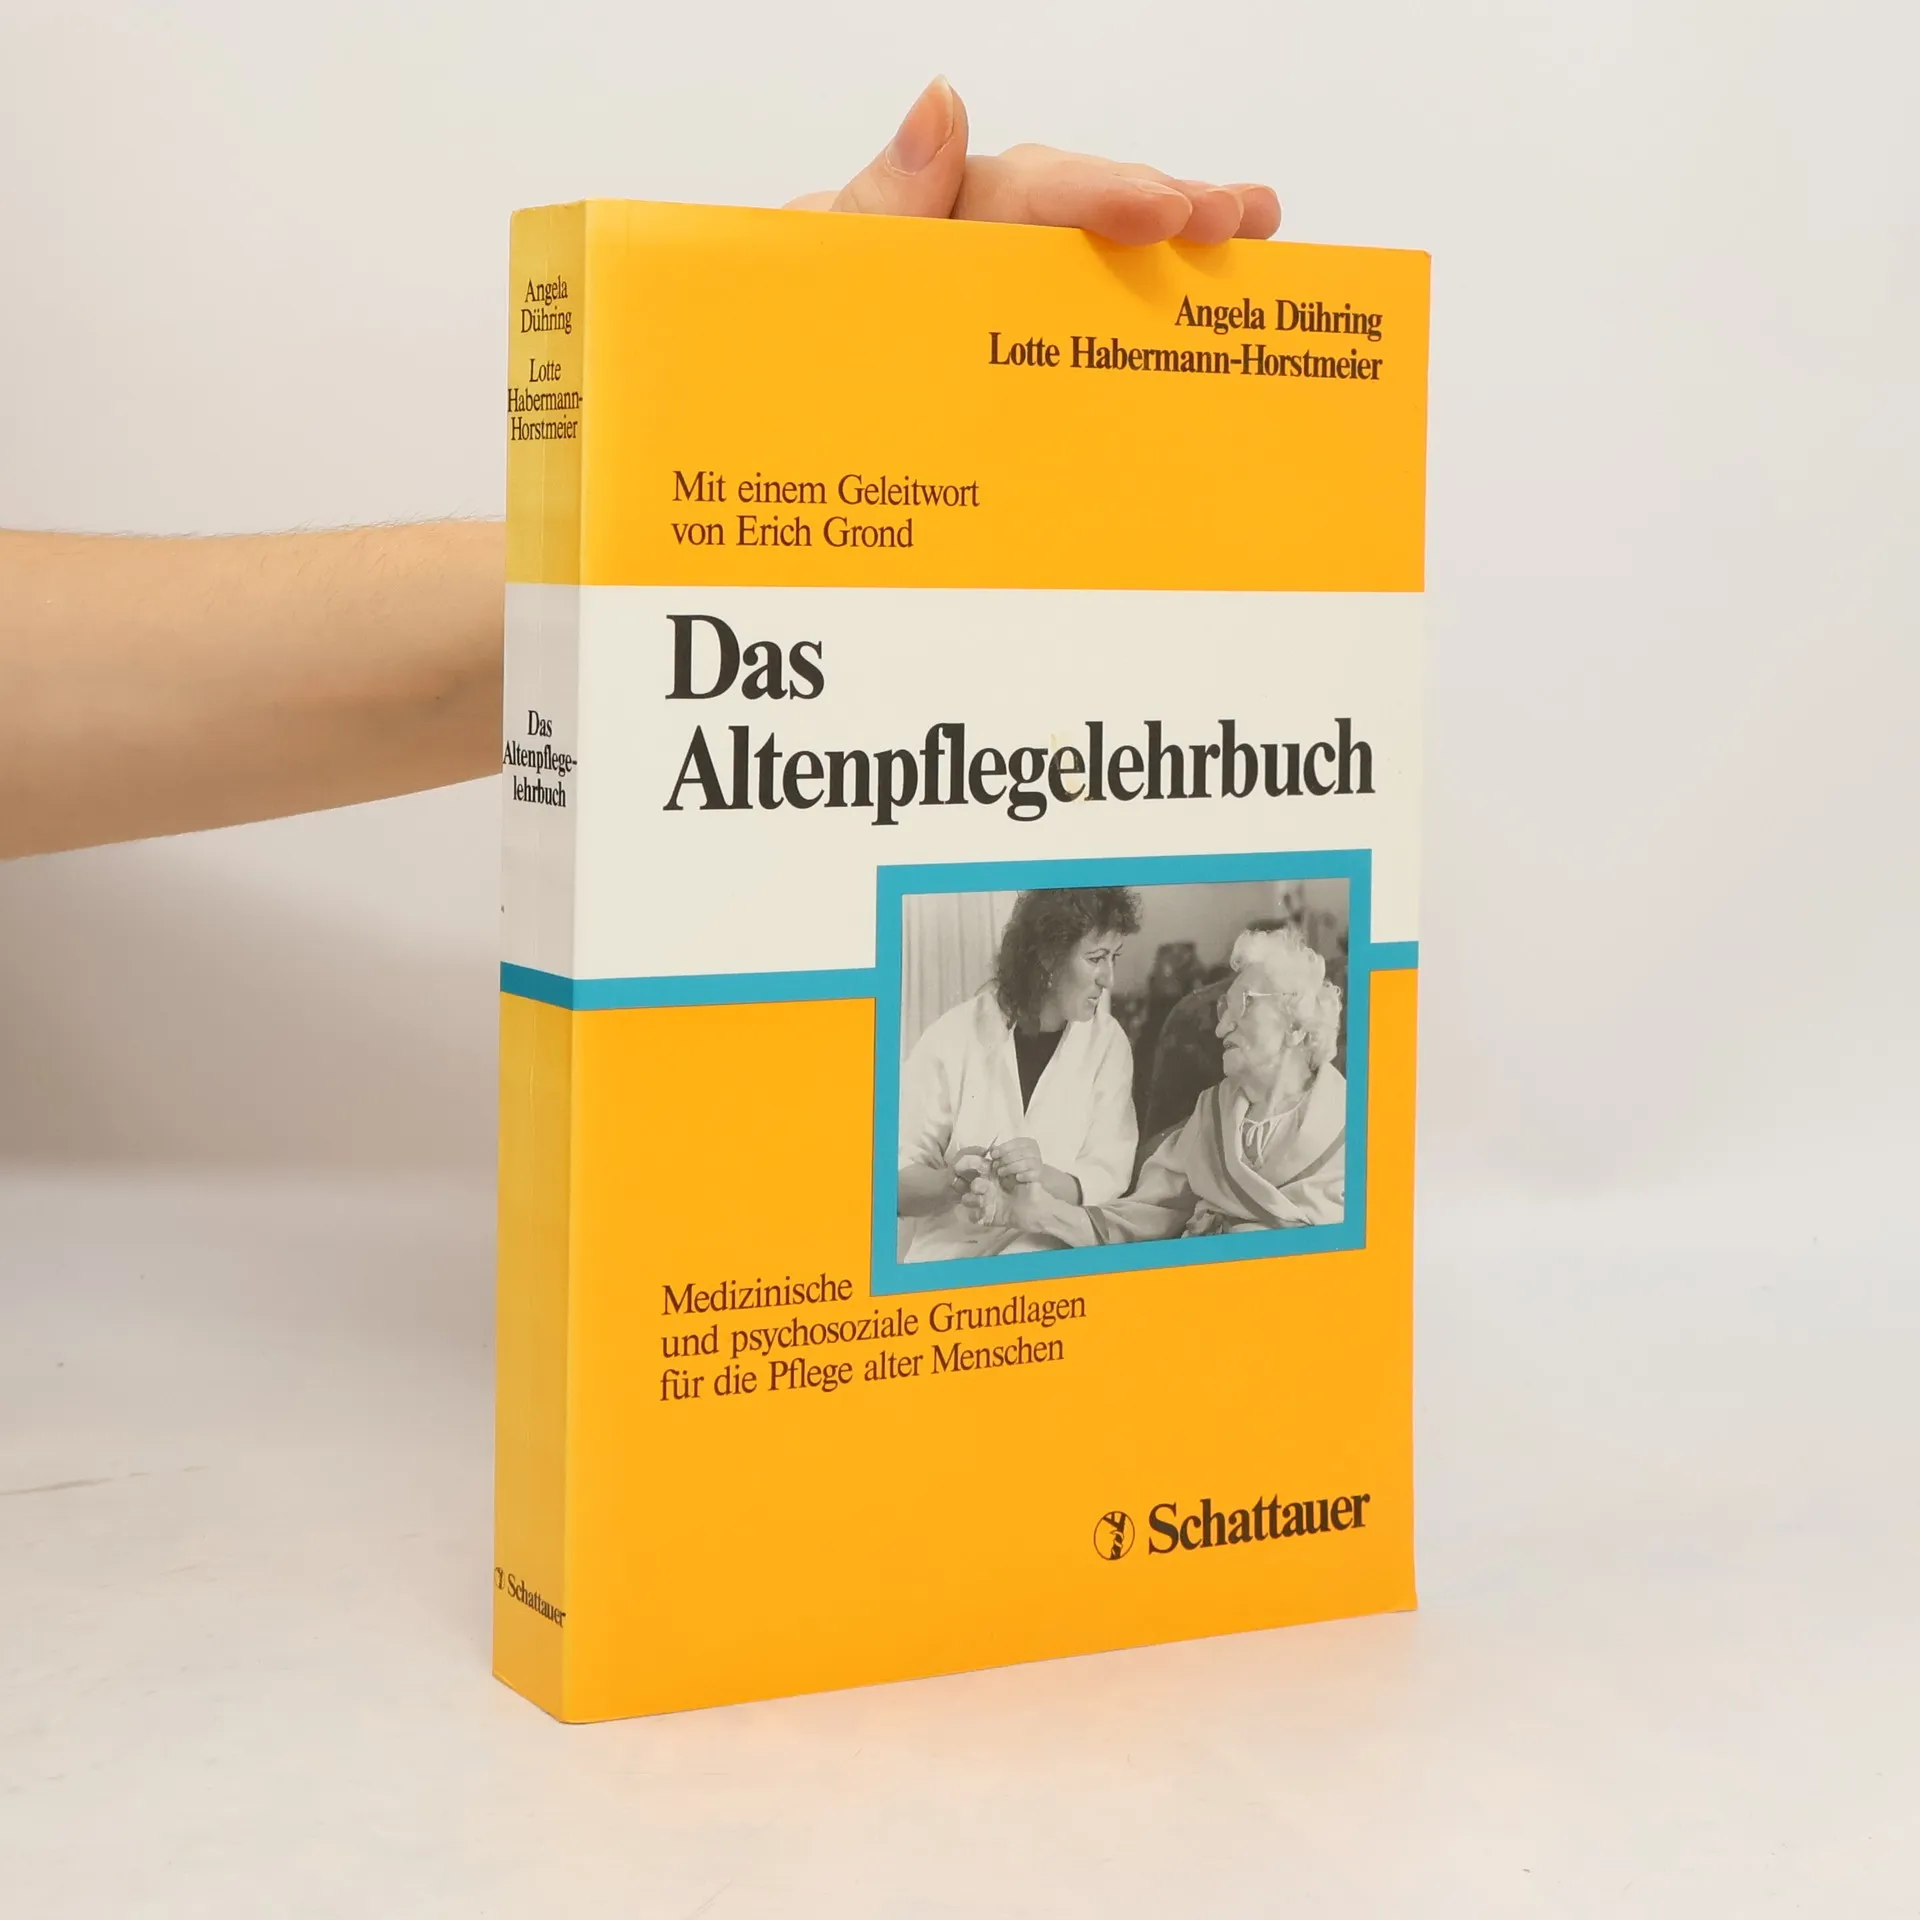 Angela
Dühring
Lotte
Habermann-
Horstmeier
Das
Altenpflege-
lehrbuch
Schattauer
Angela Dühring
Lotte Habermann-Horstmeier
Mit einem Geleitwort
von Erich Grond
Das
Altenpflegelehrbuch
Medizinische
und psychosoziale Grundlagen
für die Pflege alter Menschen
Schattauer